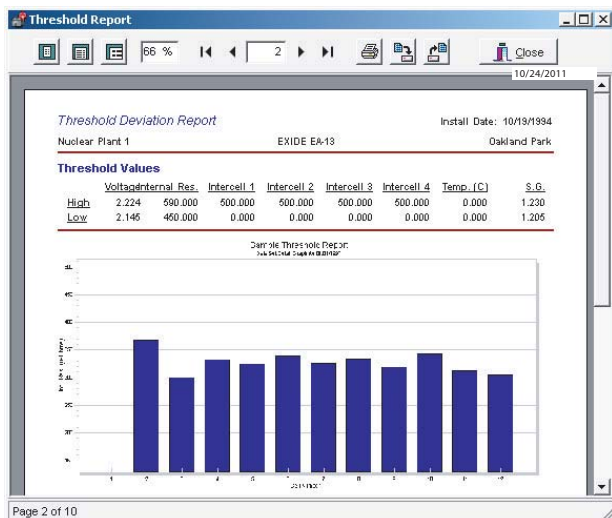 Threshold Report
66 %
2
Close
10/24/2011
Threshold Deviation Report
Install Date: 10/19/1994
Nuclear Plant 1
EXIDE EA-13
Oakland Park
Threshold Values
Voltage Internal Res. Intercell 1 Intercell 2 Intercell 3 Intercell 4 Temp. (C) S.G.
High 2.224 590.000 500.000 500.000 500.000 500.000 0.000 1.230
Low 2.145 450.000 0.000 0.000 0.000 0.000 0.000 1.205
Sample Threshold Report
1 2
Page 2 of 10